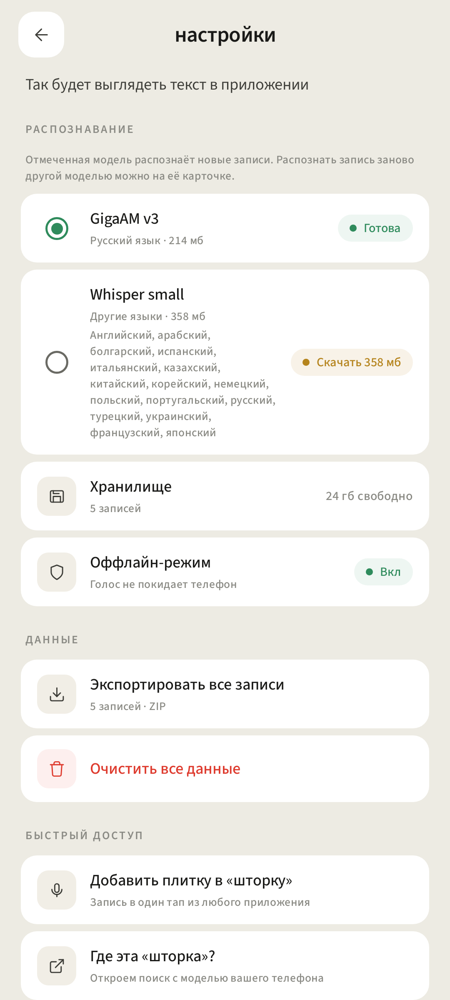 настройки
Так будет выглядеть текст в приложении
РАСПОЗНАВАНИЕ
Отмеченная модель распознаёт новые записи. Распознать запись заново
другой моделью можно на её карточке.
GigaAM v3
Русский язык · 214 мб
Готова
Whisper small
Другие языки · 358 мб
Английский, арабский,
болгарский, испанский,
итальянский, казахский,
китайский, корейский, немецкий,
польский, португальский, русский,
турецкий, украинский,
французский, японский
Скачать 358 мб
Хранилище
5 записей
24 гб свободно
Оффлайн-режим
Голос не покидает телефон
Вкл
ДАННЫЕ
Экспортировать все записи
5 записей · ZIP
Очистить все данные
БЫСТРЫЙ ДОСТУП
Добавить плитку в «шторку»
Запись в один тап из любого приложения
Где эта «шторка»?
Откроем поиск с моделью вашего телефона